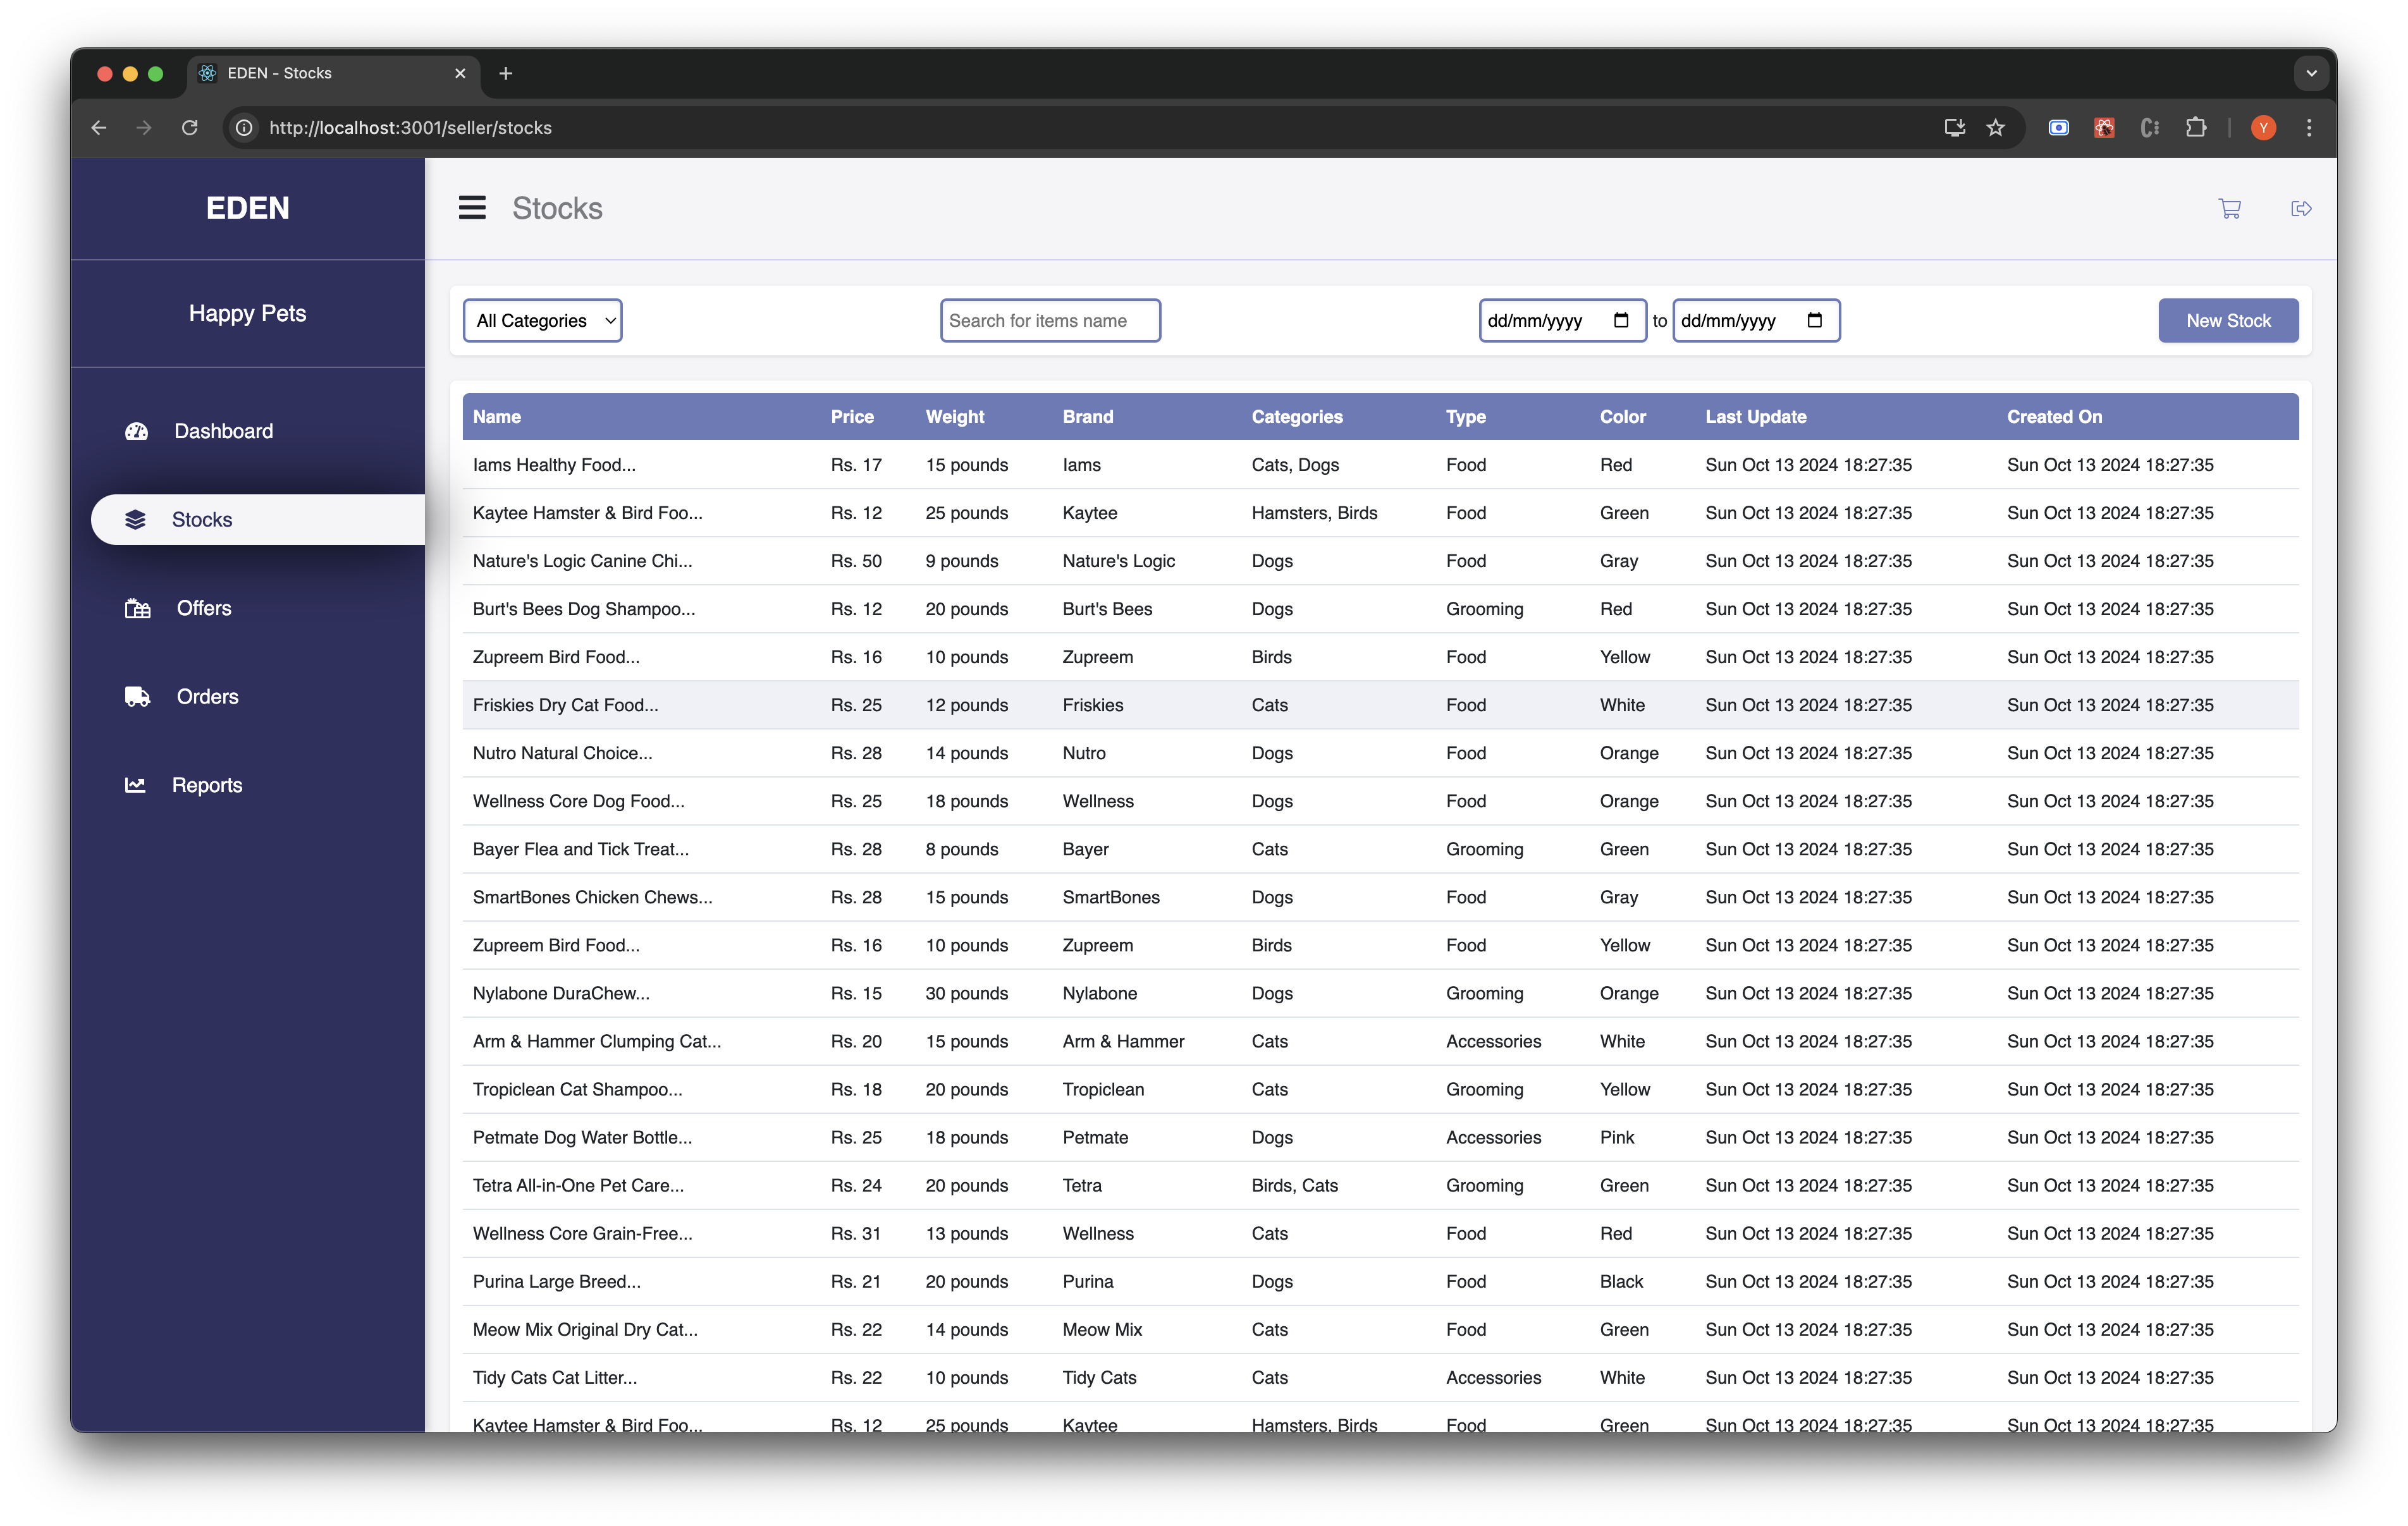 EDEN - Stocks
http://localhost:3001/seller/stocks
Y
EDEN
Stocks
Happy Pets
All Categories
Search for items name
dd/mm/yyyy to dd/mm/yyyy
New Stock
Dashboard
Stocks
Offers
Orders
Reports
Name Price Weight Brand Categories Type Color Last Update Created On
Iams Healthy Food... Rs. 17 15 pounds Iams Cats, Dogs Food Red Sun Oct 13 2024 18:27:35 Sun Oct 13 2024 18:27:35
Kaytee Hamster & Bird Foo... Rs. 12 25 pounds Kaytee Hamsters, Birds Food Green Sun Oct 13 2024 18:27:35 Sun Oct 13 2024 18:27:35
Nature's Logic Canine Chi... Rs. 50 9 pounds Nature's Logic Dogs Food Gray Sun Oct 13 2024 18:27:35 Sun Oct 13 2024 18:27:35
Burt's Bees Dog Shampoo... Rs. 12 20 pounds Burt's Bees Dogs Grooming Red Sun Oct 13 2024 18:27:35 Sun Oct 13 2024 18:27:35
Zupreem Bird Food... Rs. 16 10 pounds Zupreem Birds Food Yellow Sun Oct 13 2024 18:27:35 Sun Oct 13 2024 18:27:35
Friskies Dry Cat Food... Rs. 25 12 pounds Friskies Cats Food White Sun Oct 13 2024 18:27:35 Sun Oct 13 2024 18:27:35
Nutro Natural Choice... Rs. 28 14 pounds Nutro Dogs Food Orange Sun Oct 13 2024 18:27:35 Sun Oct 13 2024 18:27:35
Wellness Core Dog Food... Rs. 25 18 pounds Wellness Dogs Food Orange Sun Oct 13 2024 18:27:35 Sun Oct 13 2024 18:27:35
Bayer Flea and Tick Treat... Rs. 28 8 pounds Bayer Cats Grooming Green Sun Oct 13 2024 18:27:35 Sun Oct 13 2024 18:27:35
SmartBones Chicken Chews... Rs. 28 15 pounds SmartBones Dogs Food Gray Sun Oct 13 2024 18:27:35 Sun Oct 13 2024 18:27:35
Zupreem Bird Food... Rs. 16 10 pounds Zupreem Birds Food Yellow Sun Oct 13 2024 18:27:35 Sun Oct 13 2024 18:27:35
Nylabone DuraChew... Rs. 15 30 pounds Nylabone Dogs Grooming Orange Sun Oct 13 2024 18:27:35 Sun Oct 13 2024 18:27:35
Arm & Hammer Clumping Cat... Rs. 20 15 pounds Arm & Hammer Cats Accessories White Sun Oct 13 2024 18:27:35 Sun Oct 13 2024 18:27:35
Tropiclean Cat Shampoo... Rs. 18 20 pounds Tropiclean Cats Grooming Yellow Sun Oct 13 2024 18:27:35 Sun Oct 13 2024 18:27:35
Petmate Dog Water Bottle... Rs. 25 18 pounds Petmate Dogs Accessories Pink Sun Oct 13 2024 18:27:35 Sun Oct 13 2024 18:27:35
Tetra All-in-One Pet Care... Rs. 24 20 pounds Tetra Birds, Cats Grooming Green Sun Oct 13 2024 18:27:35 Sun Oct 13 2024 18:27:35
Wellness Core Grain-Free... Rs. 31 13 pounds Wellness Cats Food Red Sun Oct 13 2024 18:27:35 Sun Oct 13 2024 18:27:35
Purina Large Breed... Rs. 21 20 pounds Purina Dogs Food Black Sun Oct 13 2024 18:27:35 Sun Oct 13 2024 18:27:35
Meow Mix Original Dry Cat... Rs. 22 14 pounds Meow Mix Cats Food Green Sun Oct 13 2024 18:27:35 Sun Oct 13 2024 18:27:35
Tidy Cats Cat Litter... Rs. 22 10 pounds Tidy Cats Cats Accessories White Sun Oct 13 2024 18:27:35 Sun Oct 13 2024 18:27:35
Kaytee Hamster & Bird Foo... Rs. 12 25 pounds Kaytee Hamsters, Birds Food Green Sun Oct 13 2024 18:27:35 Sun Oct 13 2024 18:27:35